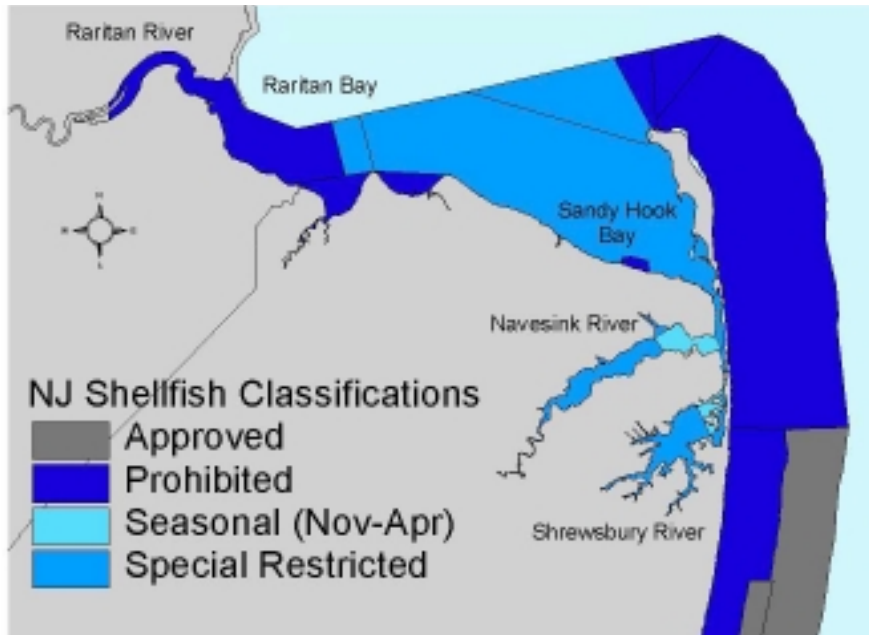 Raritan River
Raritan Bay
Sandy Hook
Bay
Navesink River
NJ Shellfish Classifications
Approved
Prohibited
Seasonal (Nov-Apr)
Special Restricted
Shrewsbury River